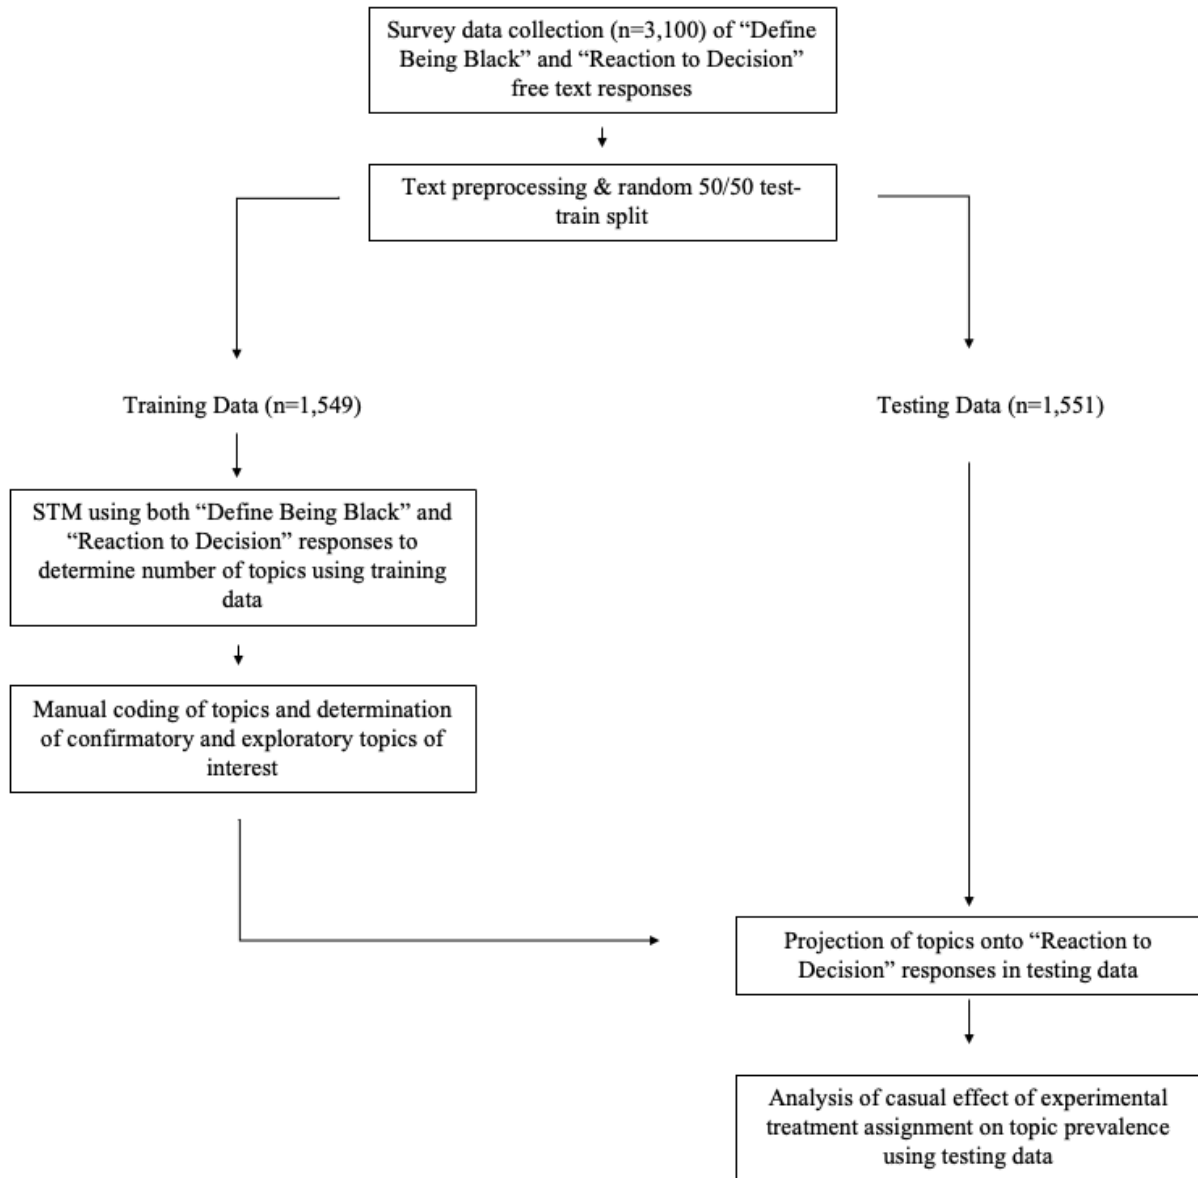 Survey data collection (n=3,100) of “Define
Being Black” and “Reaction to Decision”
free text responses
Text preprocessing & random 50/50 test-
train split
Training Data (n=1,549)
Testing Data (n=1,551)
STM using both “Define Being Black” and
“Reaction to Decision” responses to
determine number of topics using training
data
Manual coding of topics and determination
of confirmatory and exploratory topics of
interest
Projection of topics onto “Reaction to
Decision” responses in testing data
Analysis of casual effect of experimental
treatment assignment on topic prevalence
using testing data